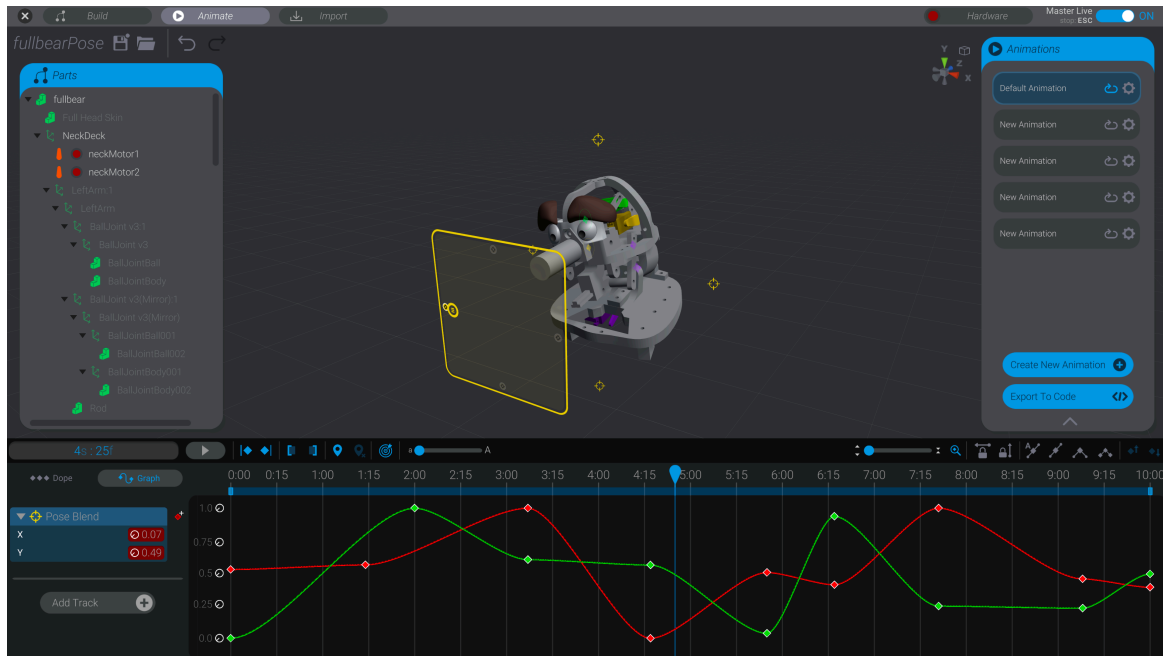 Build
Animate
Import
Hardware
Master Live
stop: ESC
ON
fullbearPose
Parts
fullbear
Full Head Skin
NeckDeck
neckMotor1
neckMotor2
LeftArm:1
LeftArm
BallJoint v3:1
BallJoint v3
BallJointBall
BallJointBody
BallJoint v3(Mirror):1
BallJoint v3(Mirror)
BallJointBall001
BallJointBall002
BallJointBody001
BallJointBody002
Rod
Y
Z
X
Animations
Default Animation
New Animation
New Animation
New Animation
New Animation
Create New Animation
Export To Code
4s : 25f
a A
Dope
Graph
0:00 0:15 1:00 1:15 2:00 2:15 3:00 3:15 4:00 4:15 5:00 5:15 6:00 6:15 7:00 7:15 8:00 8:15 9:00 9:15 10:00
Pose Blend
X 0.07
Y 0.49
Add Track
1.0
0.75
0.5
0.25
0.0